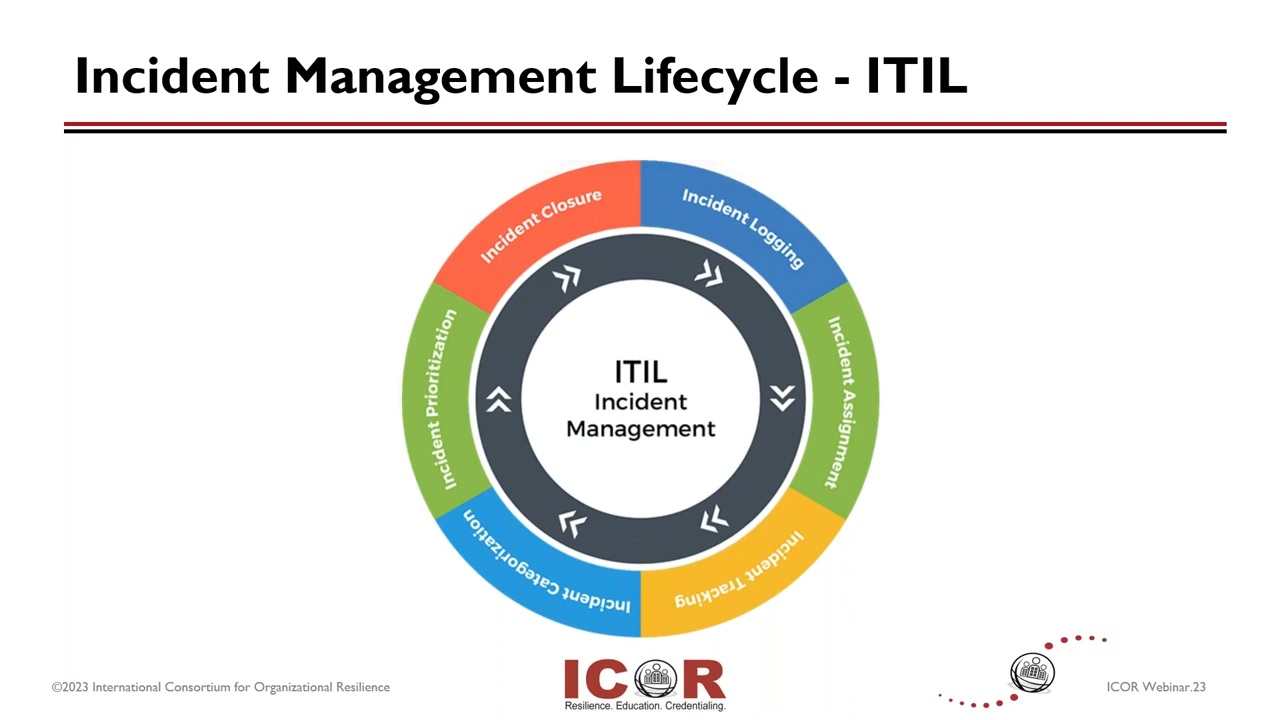 Incident Management Lifecycle - ITIL
Incident Closure
Incident Logging
Incident Prioritization
Incident Assignment
ITIL
Incident
Management
Incident Categorization
Incident Tracking
ICOR
Resilience. Education. Credentialing.
©2023 International Consortium for Organizational Resilience
ICOR Webinar.23